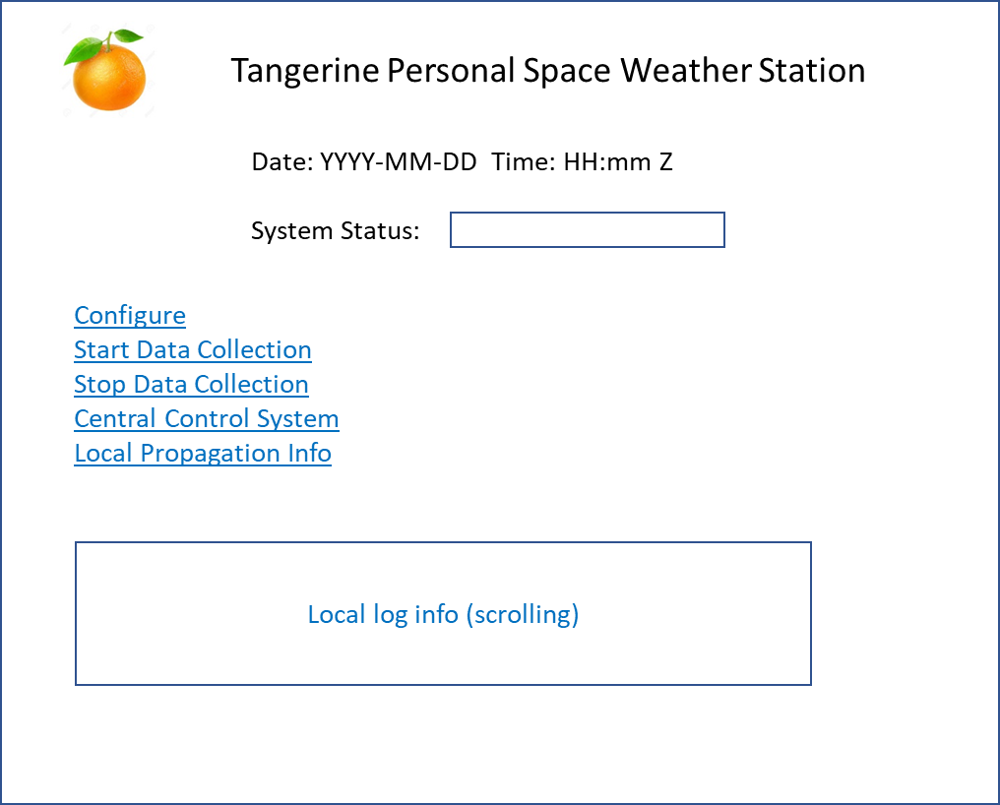 Tangerine Personal Space Weather Station
Date: YYYY-MM-DD  Time: HH:mm Z
System Status:
Configure
Start Data Collection
Stop Data Collection
Central Control System
Local Propagation Info
Local log info (scrolling)